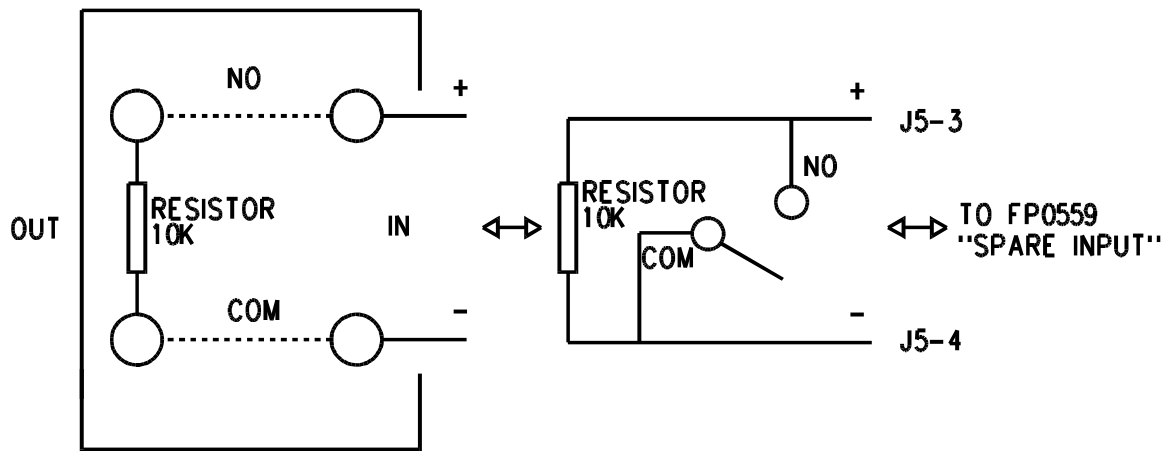 NO
+
OUT
RESISTOR
10K
IN
COM
-
+
J5-3
NO
RESISTOR
10K
COM
-
J5-4
TO FP0559
"SPARE INPUT"